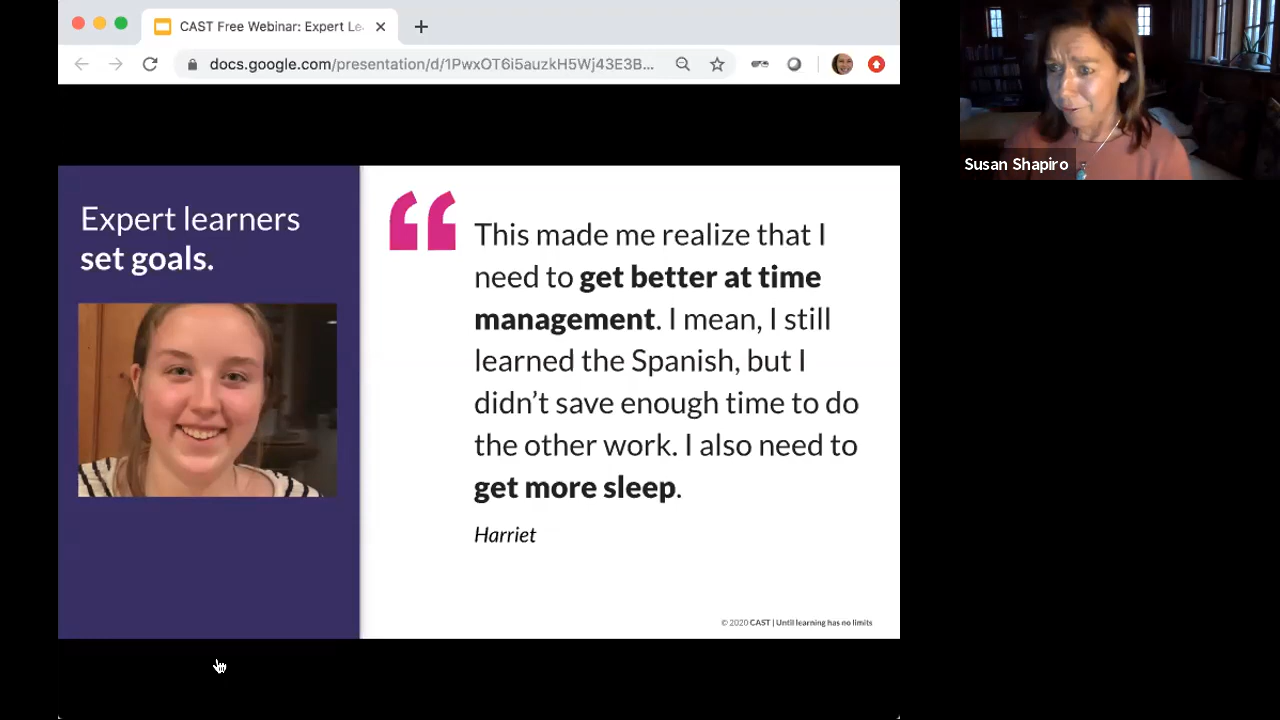 CAST Free Webinar: Expert Le
docs.google.com/presentation/d/1PwxOT6i5auzkH5Wj43E3B...
Susan Shapiro
Expert learners
set goals.
“
This made me realize that I
need to get better at time
management. I mean, I still
learned the Spanish, but I
didn’t save enough time to do
the other work. I also need to
get more sleep.
Harriet
© 2020 CAST | Until learning has no limits